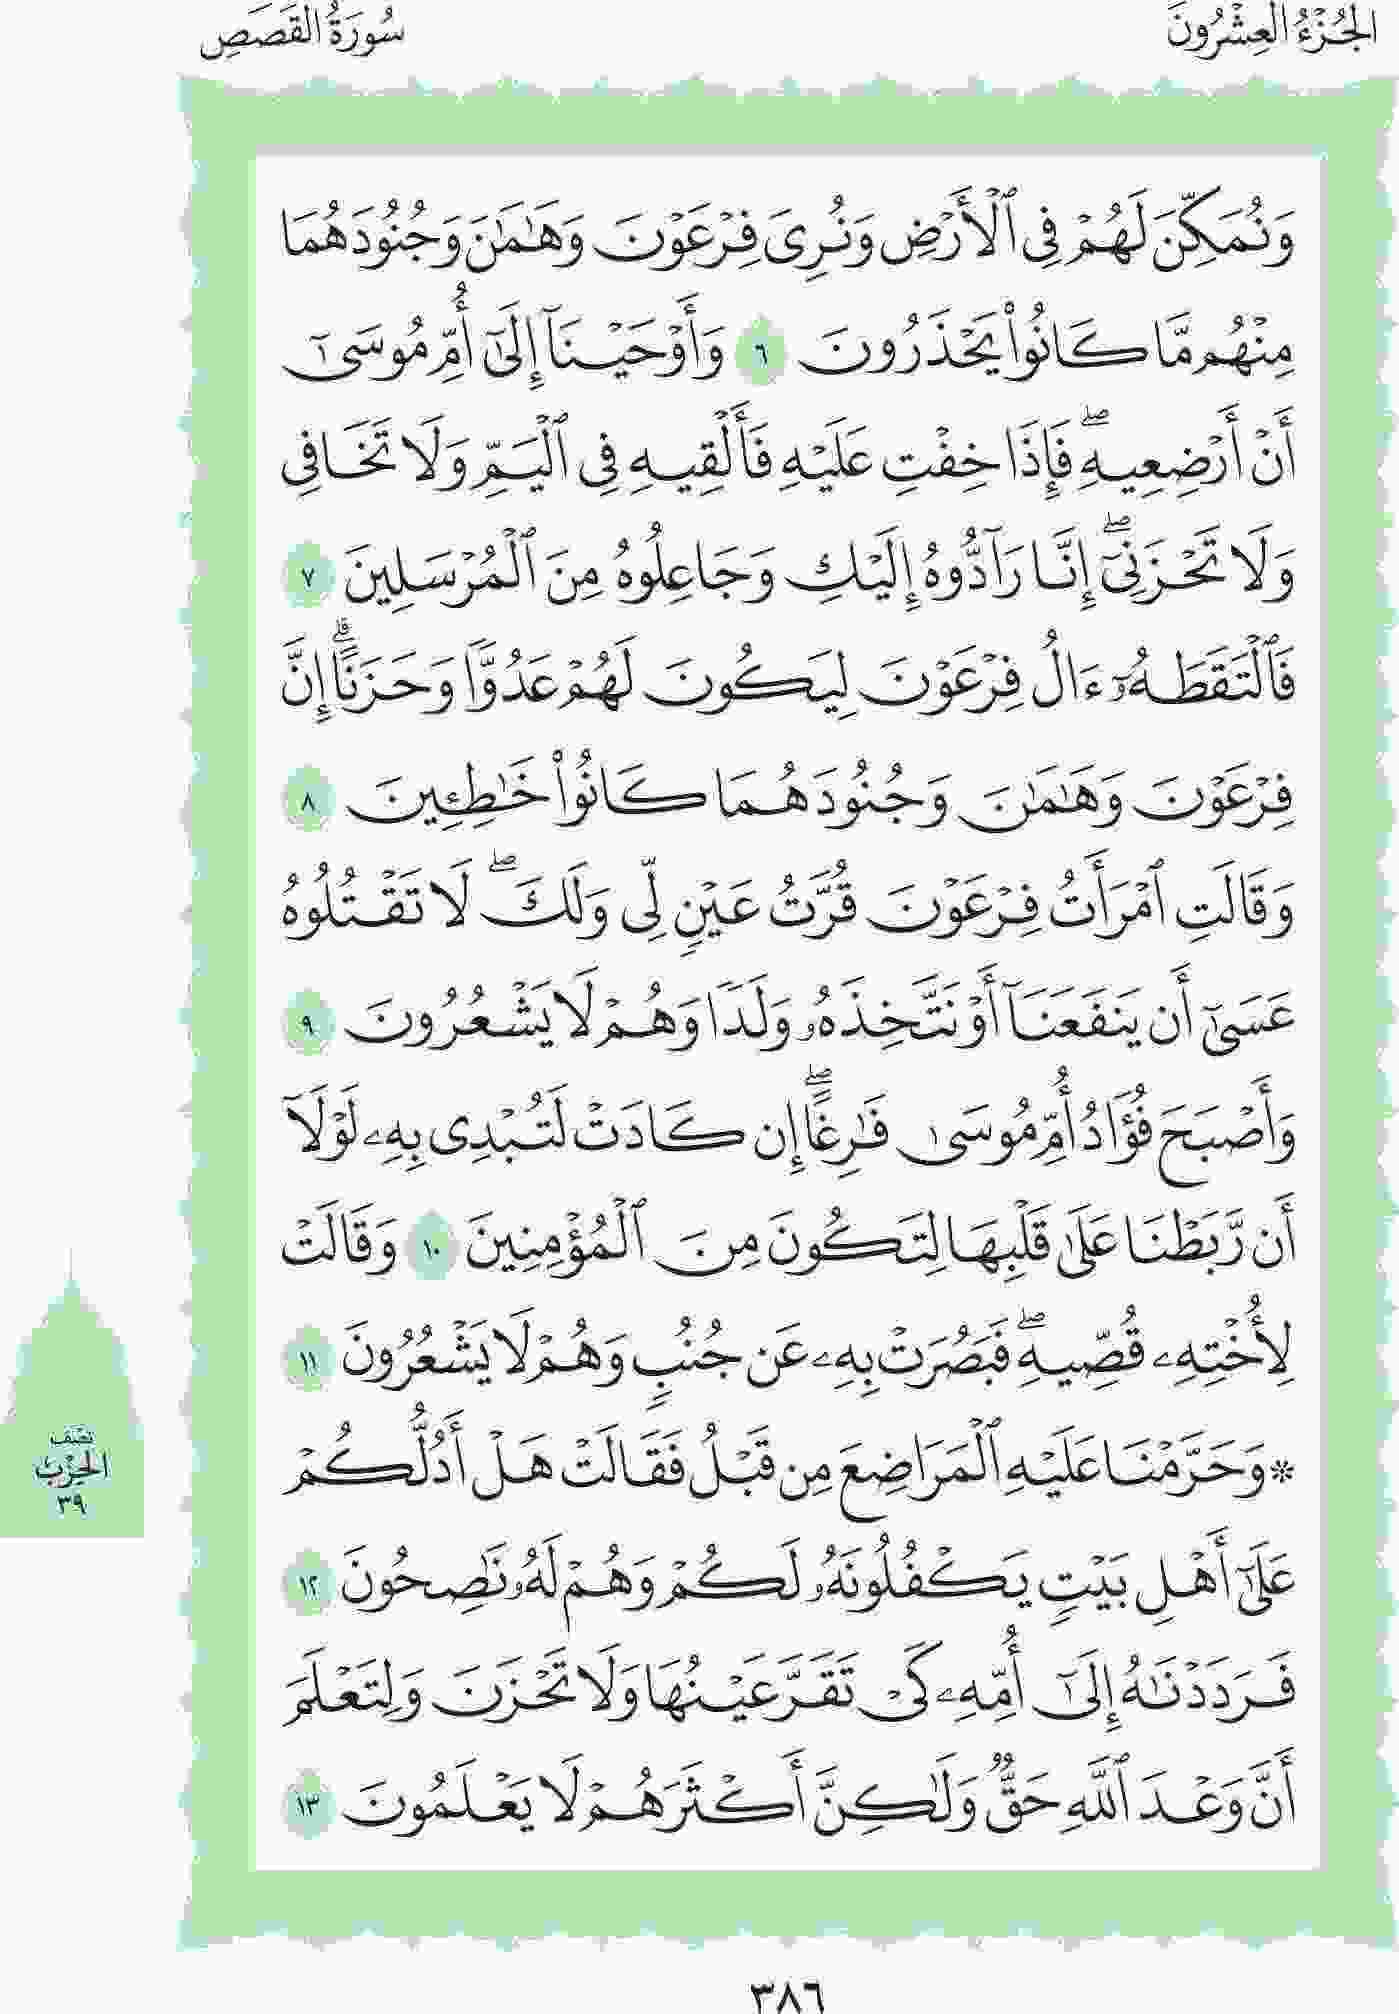 الجُزْءُ العِشْرُونَ
سُورَةُ القَصَصِ
وَنُمَكِّنَ لَهُمْ فِى ٱلْأَرْضِ وَنُرِىَ فِرْعَوْنَ وَهَٰمَٰنَ وَجُنُودَهُمَا
مِنْهُم مَّا كَانُوا۟ يَحْذَرُونَ ٦ وَأَوْحَيْنَآ إِلَىٰٓ أُمِّ مُوسَىٰٓ
أَنْ أَرْضِعِيهِ ۖ فَإِذَا خِفْتِ عَلَيْهِ فَأَلْقِيهِ فِى ٱلْيَمِّ وَلَا تَخَافِى
وَلَا تَحْزَنِىٓ ۖ إِنَّا رَآدُّوهُ إِلَيْكِ وَجَاعِلُوهُ مِنَ ٱلْمُرْسَلِينَ ٧
فَٱلْتَقَطَهُۥٓ ءَالُ فِرْعَوْنَ لِيَكُونَ لَهُمْ عَدُوًّا وَحَزَنًا ۗ إِنَّ
فِرْعَوْنَ وَهَٰمَٰنَ وَجُنُودَهُمَا كَانُوا۟ خَٰطِـِٔينَ ٨
وَقَالَتِ ٱمْرَأَتُ فِرْعَوْنَ قُرَّتُ عَيْنٍ لِّى وَلَكَ ۖ لَا تَقْتُلُوهُ
عَسَىٰٓ أَن يَنفَعَنَآ أَوْ نَتَّخِذَهُۥ وَلَدًا وَهُمْ لَا يَشْعُرُونَ ٩
وَأَصْبَحَ فُؤَادُ أُمِّ مُوسَىٰ فَٰرِغًا ۖ إِن كَادَتْ لَتُبْدِى بِهِۦ لَوْلَآ
أَن رَّبَطْنَا عَلَىٰ قَلْبِهَا لِتَكُونَ مِنَ ٱلْمُؤْمِنِينَ ١٠ وَقَالَتْ
لِأُخْتِهِۦ قُصِّيهِ ۖ فَبَصُرَتْ بِهِۦ عَن جُنُبٍ وَهُمْ لَا يَشْعُرُونَ ١١
۞ وَحَرَّمْنَا عَلَيْهِ ٱلْمَرَاضِعَ مِن قَبْلُ فَقَالَتْ هَلْ أَدُلُّكُمْ
عَلَىٰٓ أَهْلِ بَيْتٍ يَكْفُلُونَهُۥ لَكُمْ وَهُمْ لَهُۥ نَٰصِحُونَ ١٢
فَرَدَدْنَٰهُ إِلَىٰٓ أُمِّهِۦ كَىْ تَقَرَّ عَيْنُهَا وَلَا تَحْزَنَ وَلِتَعْلَمَ
أَنَّ وَعْدَ ٱللَّهِ حَقٌّ وَلَٰكِنَّ أَكْثَرَهُمْ لَا يَعْلَمُونَ ١٣
نصف
الحزب
٣٩
٣٨٦